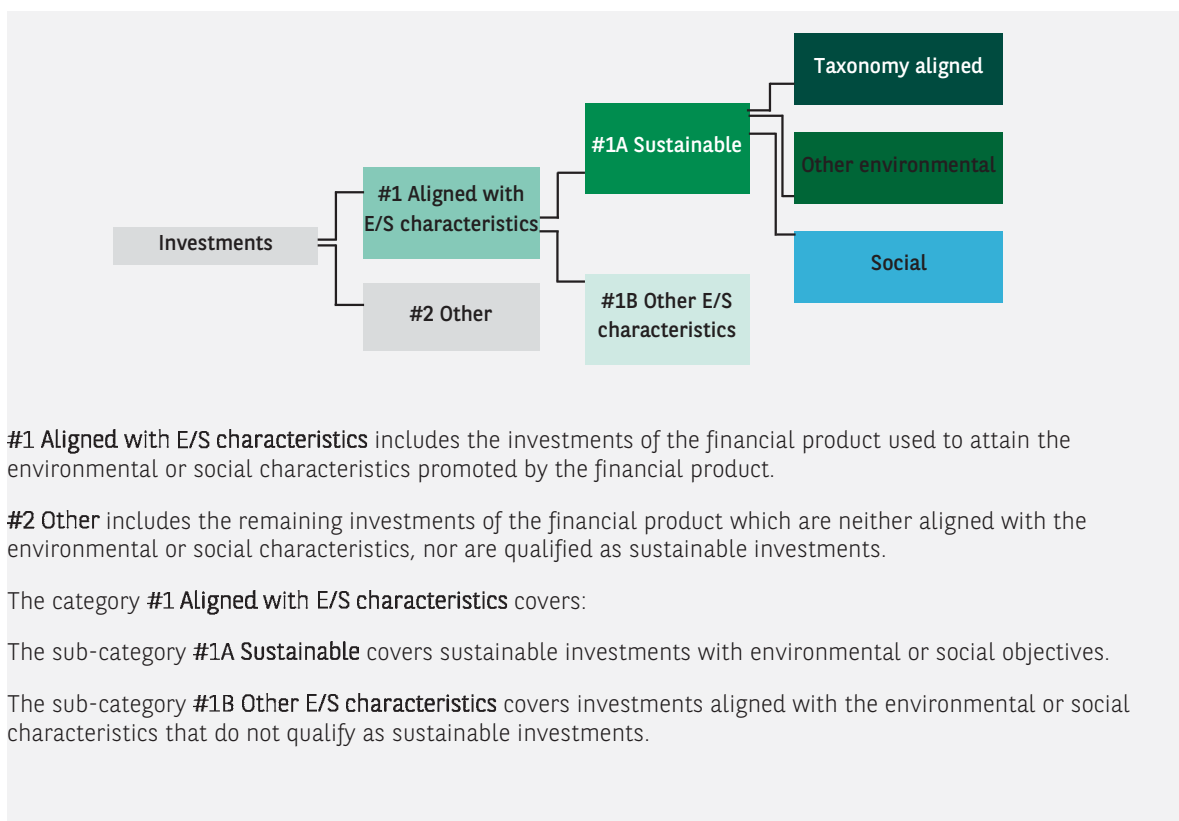 Taxonomy aligned
#1A Sustainable
Other environmental
#1 Aligned with
E/S characteristics
Investments
Social
#2 Other
#1B Other E/S
characteristics
#1 Aligned with E/S characteristics includes the investments of the financial product used to attain the
environmental or social characteristics promoted by the financial product.
#2 Other includes the remaining investments of the financial product which are neither aligned with the
environmental or social characteristics, nor are qualified as sustainable investments.
The category #1 Aligned with E/S characteristics covers:
The sub-category #1A Sustainable covers sustainable investments with environmental or social objectives.
The sub-category #1B Other E/S characteristics covers investments aligned with the environmental or social
characteristics that do not qualify as sustainable investments.